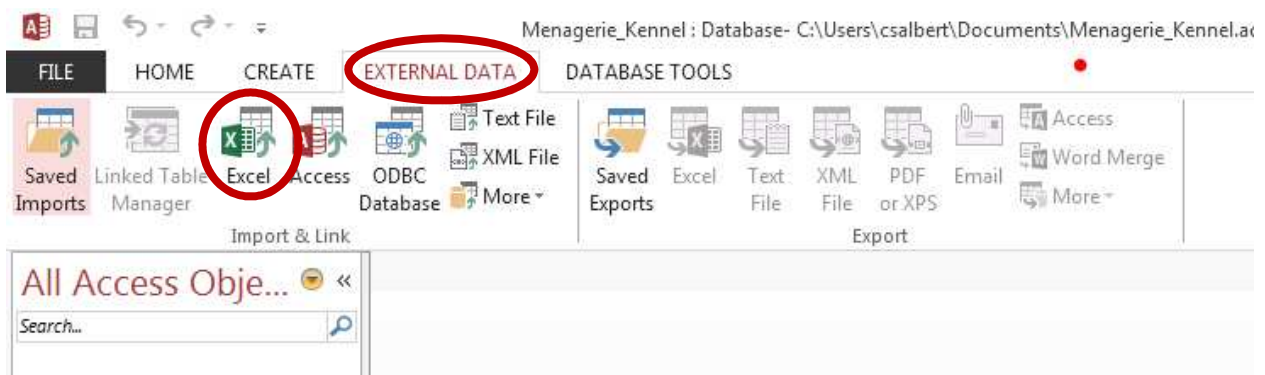 Menagerie_Kennel : Database- C:\Users\csalbert\Documents\Menagerie_Kennel.ac
FILE HOME CREATE EXTERNAL DATA DATABASE TOOLS
Saved Imports
Linked Table Manager
Excel
Access
ODBC Database
Text File
XML File
More
Import & Link
Saved Exports
Excel
Text File
XML File
PDF or XPS
Email
Access
Word Merge
More
Export
All Access Obje... «
Search...